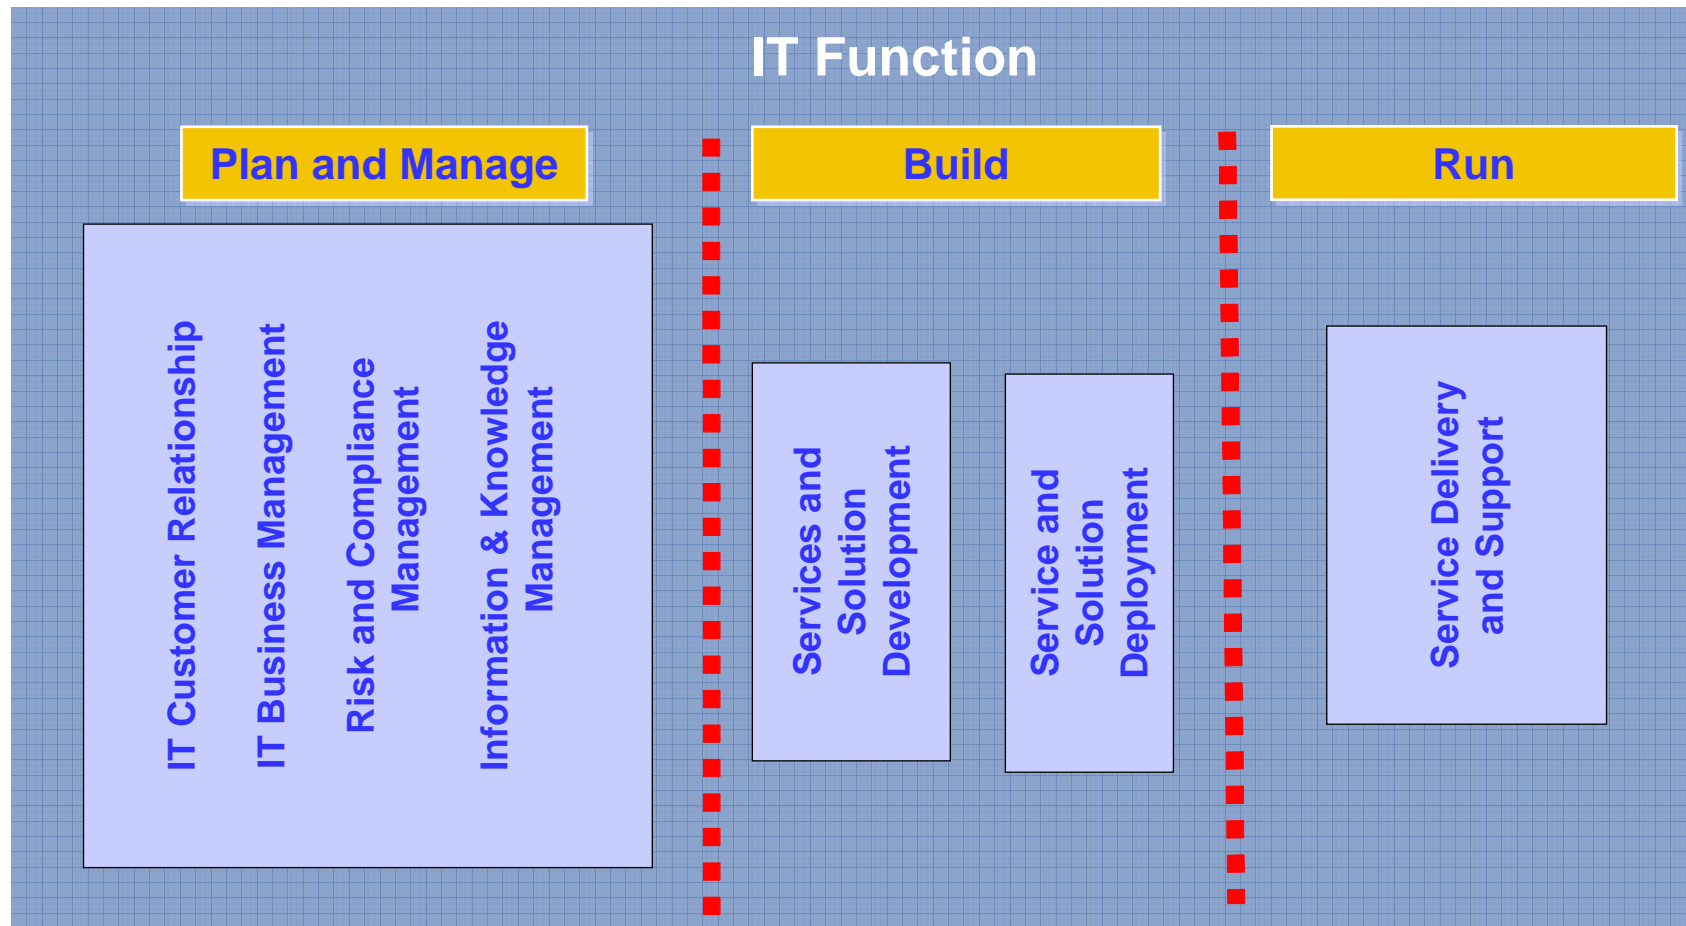 IT Function
Plan and Manage
Build
Run
IT Customer Relationship
IT Business Management
Risk and Compliance
Management
Information & Knowledge
Management
Services and
Solution
Development
Service and
Solution
Deployment
Service Delivery
and Support